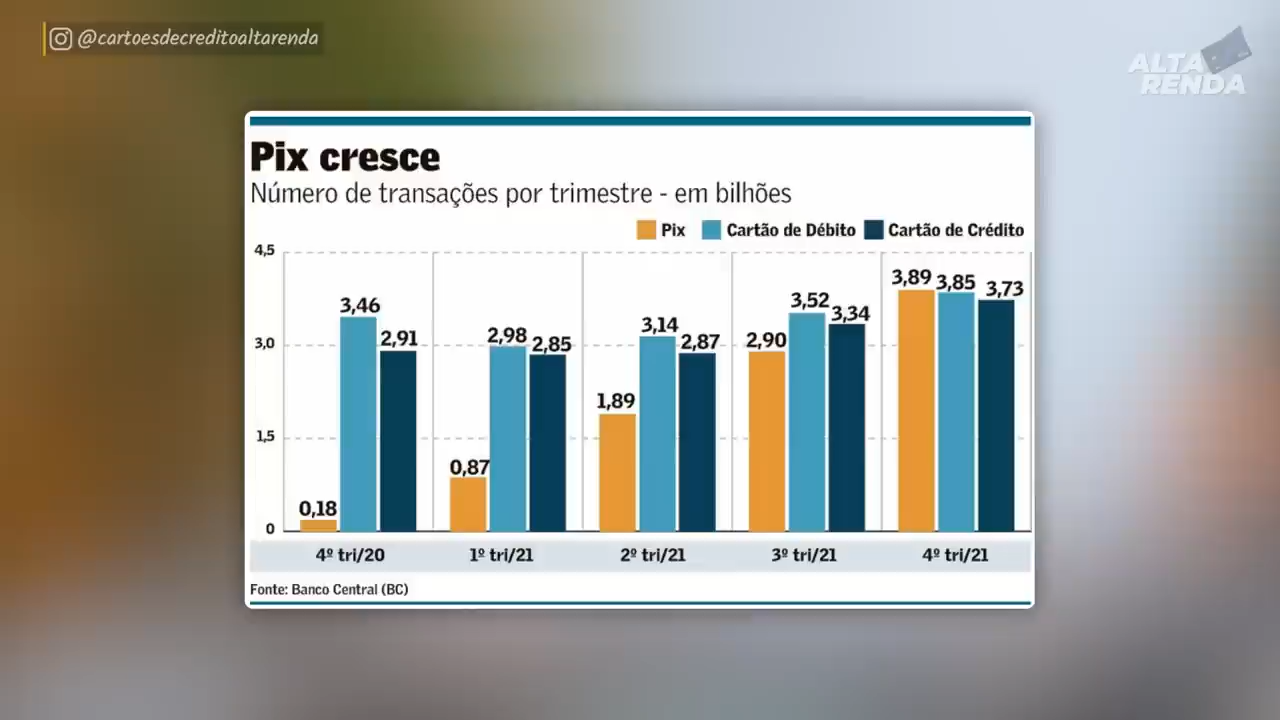 @cartoesdecreditoaltarenda
ALTA
RENDA
Pix cresce
Número de transações por trimestre - em bilhões
Pix Cartão de Débito Cartão de Crédito
4,5
3,0
1,5
0
0,18 3,46 2,91
0,87 2,98 2,85
1,89 3,14 2,87
2,90 3,52 3,34
3,89 3,85 3,73
4º tri/20 1º tri/21 2º tri/21 3º tri/21 4º tri/21
Fonte: Banco Central (BC)